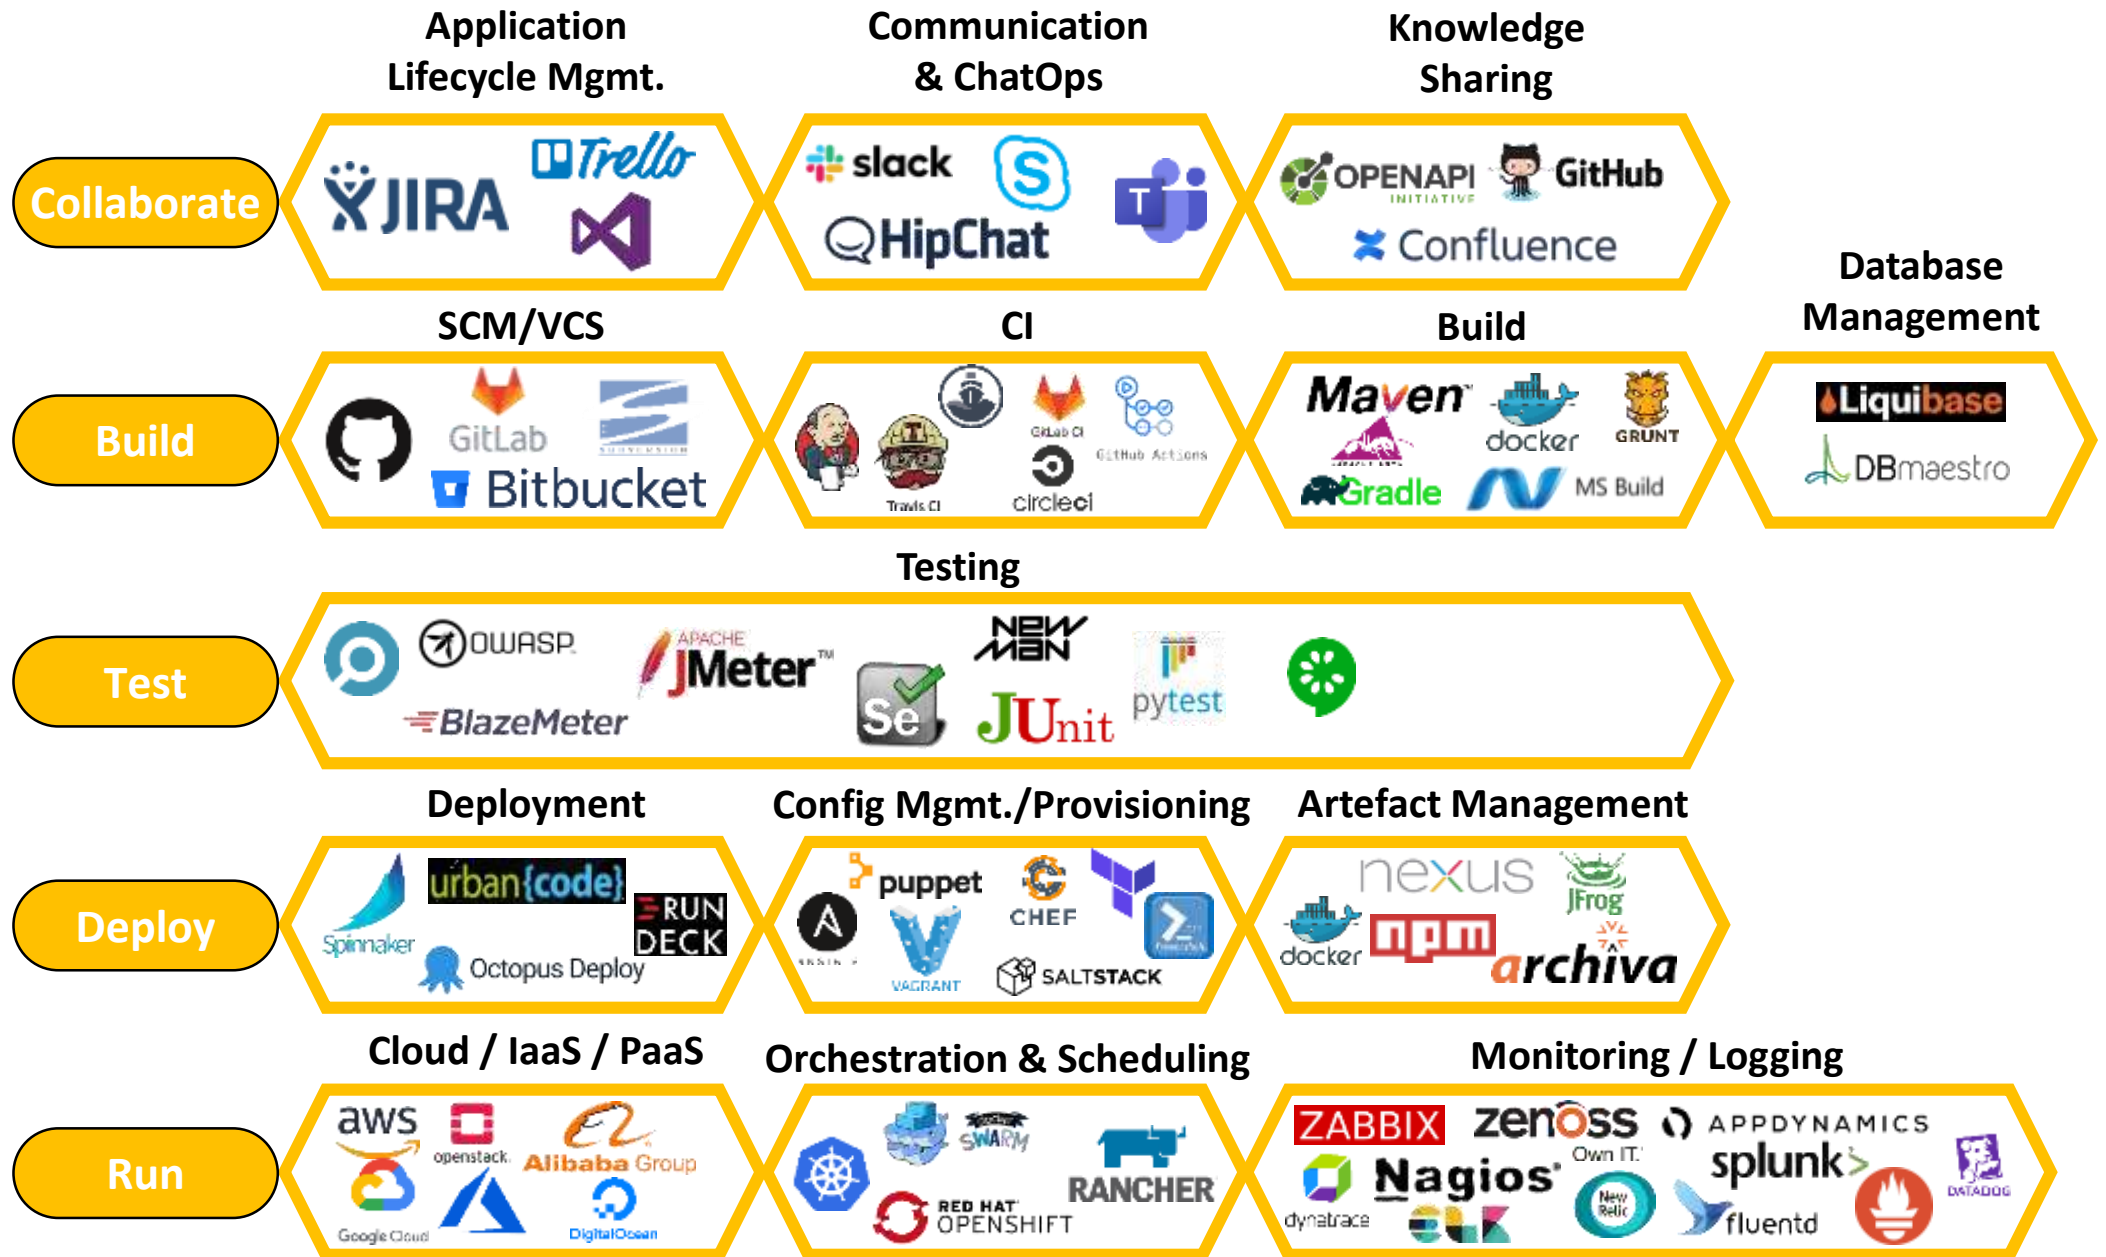 Application
Lifecycle Mgmt.
Communication
& ChatOps
Knowledge
Sharing
Collaborate
JIRA
Trello
slack
S
HipChat
T
OPENAPI
INITIATIVE
GitHub
Confluence
SCM/VCS
CI
Build
Database
Management
Build
GitLab
SUBVERSION
Bitbucket
T
Travis CI
GitLab CI
circleci
GitHub Actions
Maven™
docker
GRUNT
Gradle
MS Build
Liquibase
DBmaestro
Testing
Test
OWASP
BlazeMeter
APACHE
JMeter™
Se
NEWMAN
JUnit
pytest
Deployment
Config Mgmt./Provisioning
Artefact Management
Deploy
Spinnaker
urban{code}
RUN
DECK
Octopus Deploy
A
puppet
VAGRANT
CHEF
SALTSTACK
nexus
JFrog
docker
npm
archiva
Cloud / IaaS / PaaS
Orchestration & Scheduling
Monitoring / Logging
Run
aws
openstack.
Alibaba Group
Google Cloud
DigitalOcean
SWARM
RED HAT
OPENSHIFT
RANCHER
ZABBIX
zenoss
Own IT.
APPDYNAMICS
splunk>
DATADOG
dynatrace
Nagios®
New
Relic
fluentd